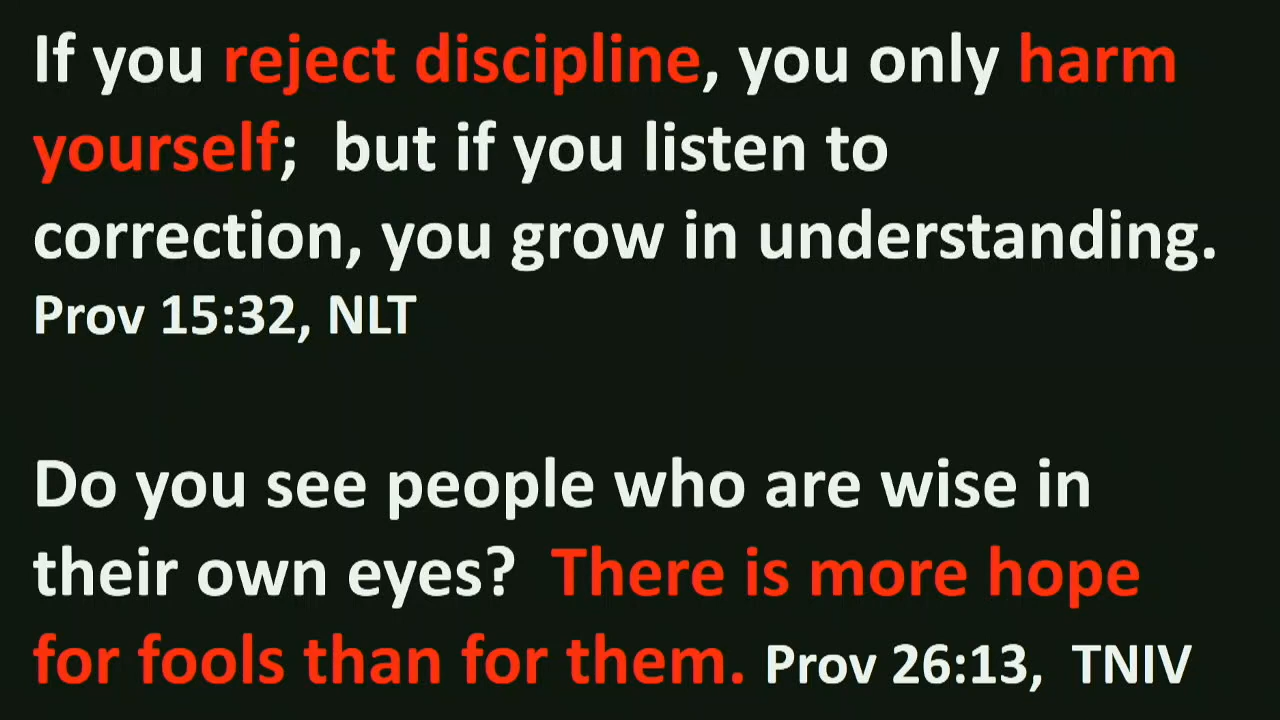 If you reject discipline, you only harm
yourself;  but if you listen to
correction, you grow in understanding.
Prov 15:32, NLT
Do you see people who are wise in
their own eyes?  There is more hope
for fools than for them. Prov 26:13,  TNIV